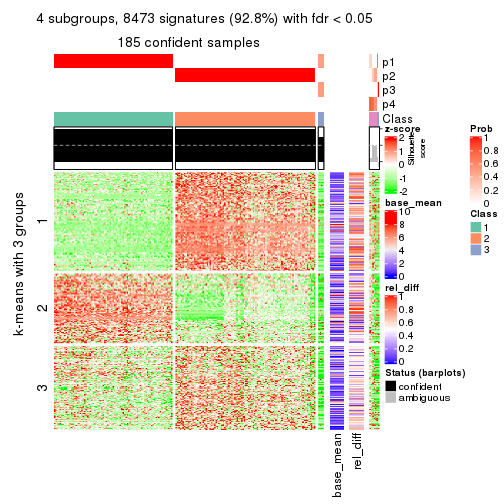 4 subgroups, 8473 signatures (92.8%) with fdr < 0.05
185 confident samples
p1
p2
p3
p4
Class
Silhouette
score
k-means with 3 groups
1
2
3
base_mean
rel_diff
z-score
2
1
0
-1
-2
base_mean
10
8
6
4
2
0
rel_diff
1
0.8
0.6
0.4
0.2
0
Status (barplots)
confident
ambiguous
Prob
1
0.8
0.6
0.4
0.2
0
Class
1
2
3